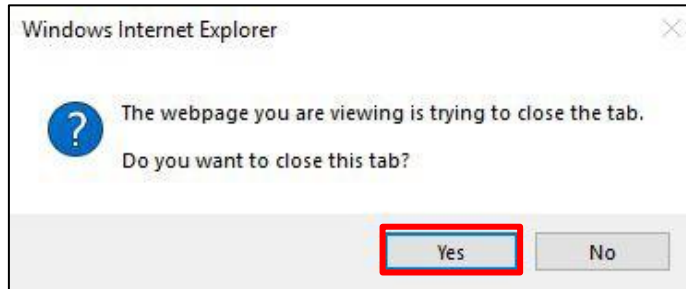 Windows Internet Explorer
The webpage you are viewing is trying to close the tab.
Do you want to close this tab?
Yes
No